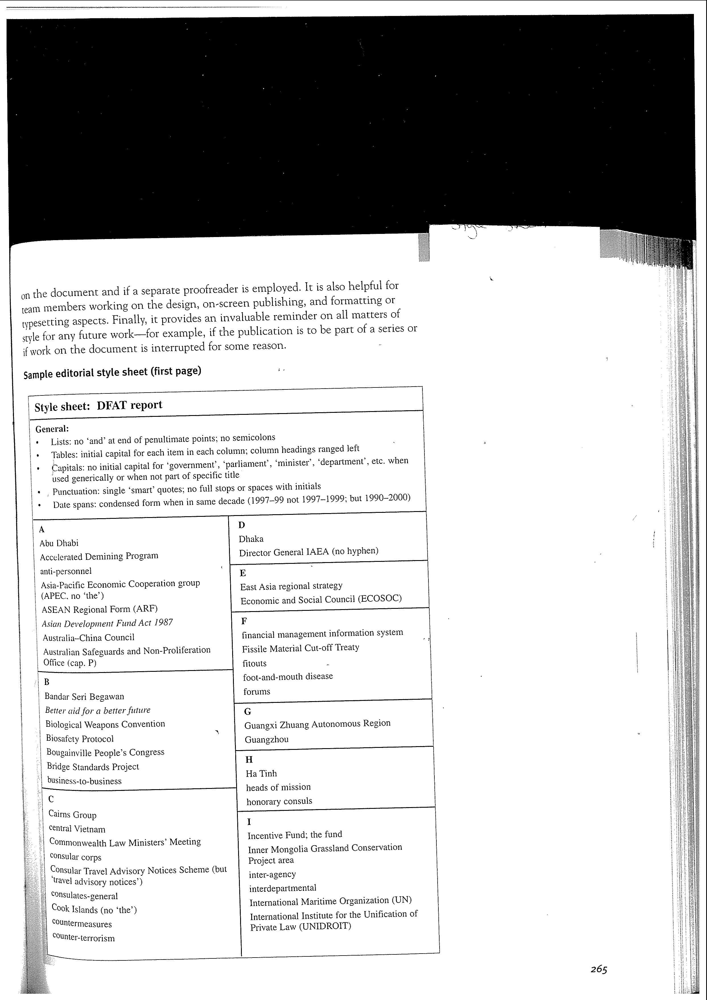 on the document and if a separate proofreader is employed. It is also helpful for
team members working on the design, on-screen publishing, and formatting or
typesetting aspects. Finally, it provides an invaluable reminder on all matters of
style for any future work—for example, if the publication is to be part of a series or
if work on the document is interrupted for some reason.
Sample editorial style sheet (first page)
Style sheet: DFAT report
General:
• Lists: no ‘and’ at end of penultimate points; no semicolons
• Tables: initial capital for each item in each column; column headings ranged left
• Capitals: no initial capital for ‘government’, ‘parliament’, ‘minister’, ‘department’, etc. when
used generically or when not part of specific title
• Punctuation: single ‘smart’ quotes; no full stops or spaces with initials
• Date spans: condensed form when in same decade (1997–99 not 1997–1999; but 1990–2000)
A
Abu Dhabi
Accelerated Demining Program
anti-personnel
Asia-Pacific Economic Cooperation group
(APEC, no ‘the’)
ASEAN Regional Form (ARF)
Asian Development Fund Act 1987
Australia–China Council
Australian Safeguards and Non-Proliferation
Office (cap. P)
B
Bandar Seri Begawan
Better aid for a better future
Biological Weapons Convention
Biosafety Protocol
Bougainville People’s Congress
Bridge Standards Project
business-to-business
C
Cairns Group
central Vietnam
Commonwealth Law Ministers’ Meeting
consular corps
Consular Travel Advisory Notices Scheme (but
‘travel advisory notices’)
consulates-general
Cook Islands (no ‘the’)
countermeasures
counter-terrorism
D
Dhaka
Director General IAEA (no hyphen)
E
East Asia regional strategy
Economic and Social Council (ECOSOC)
F
financial management information system
Fissile Material Cut-off Treaty
fitouts
foot-and-mouth disease
forums
G
Guangxi Zhuang Autonomous Region
Guangzhou
H
Ha Tinh
heads of mission
honorary consuls
I
Incentive Fund; the fund
Inner Mongolia Grassland Conservation
Project area
inter-agency
interdepartmental
International Maritime Organization (UN)
International Institute for the Unification of
Private Law (UNIDROIT)
265